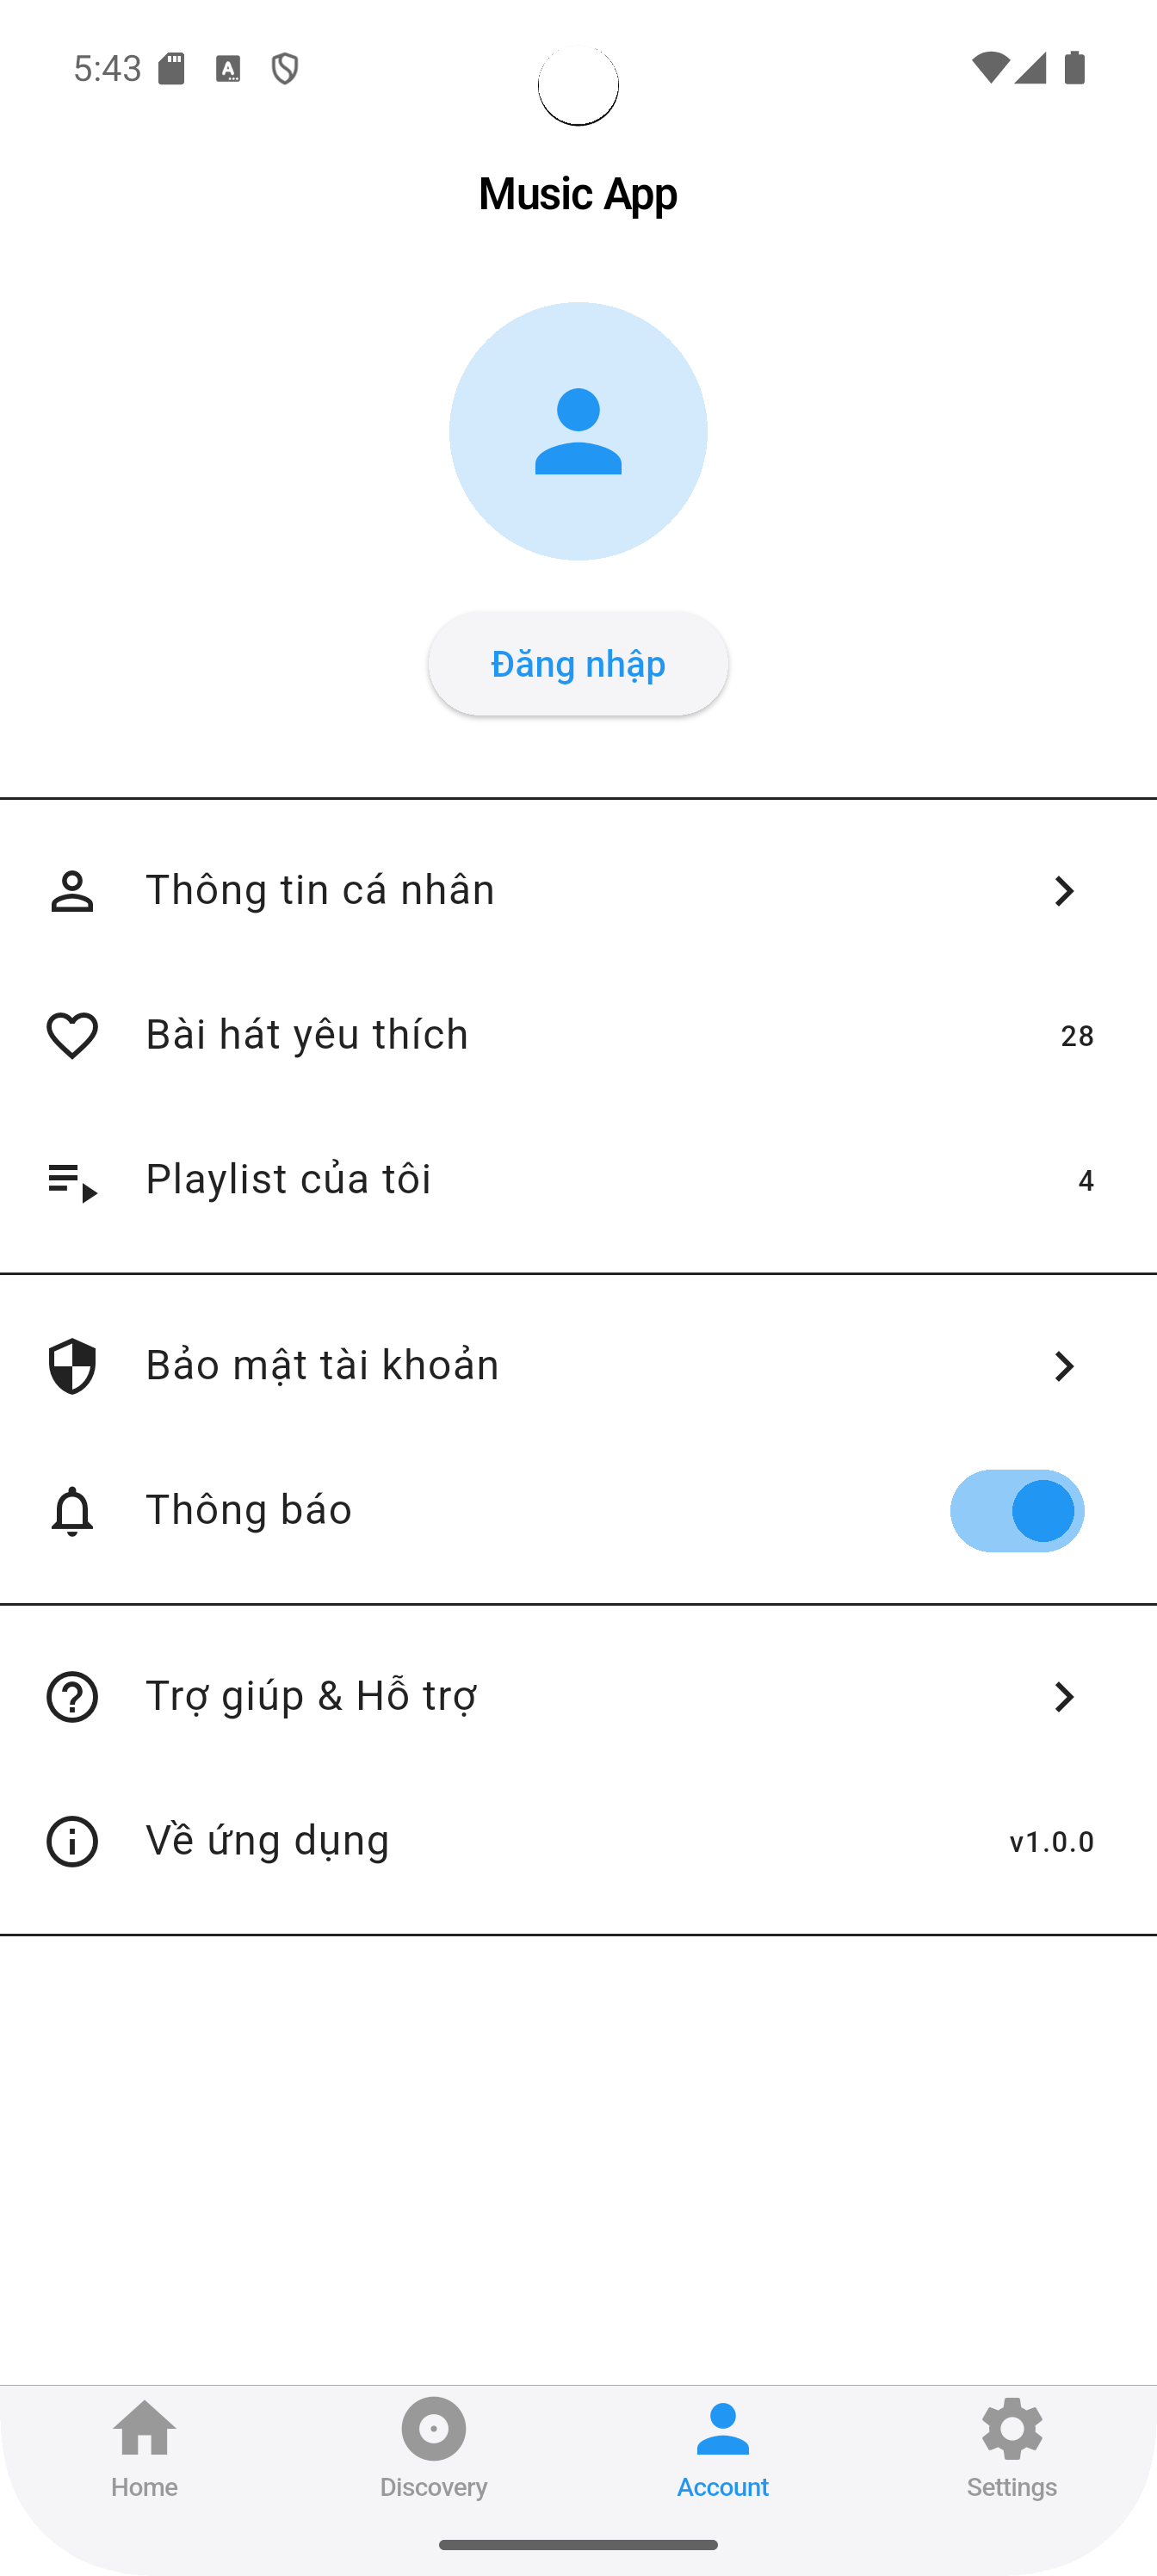 5:43
Music App
Đăng nhập
Thông tin cá nhân
Bài hát yêu thích 28
Playlist của tôi 4
Bảo mật tài khoản
Thông báo
Trợ giúp & Hỗ trợ
Về ứng dụng v1.0.0
Home Discovery Account Settings